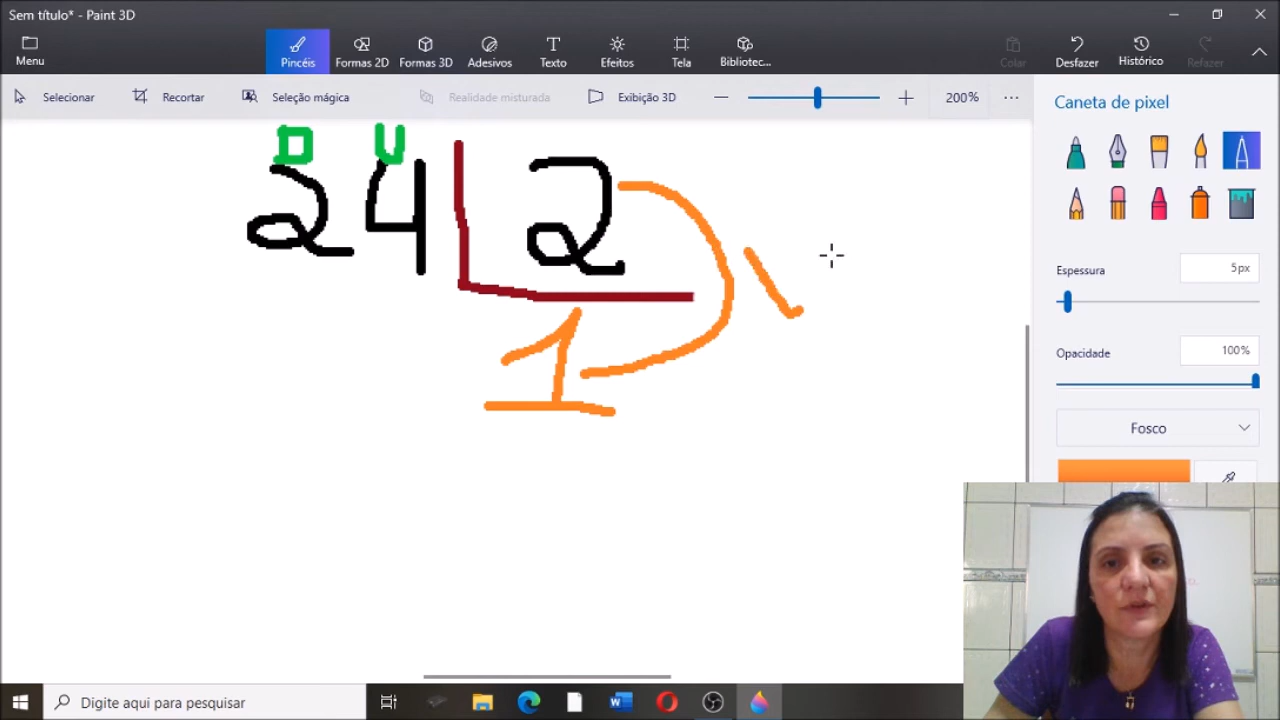 Sem título* - Paint 3D
Menu
Pincéis
Formas 2D
Formas 3D
Adesivos
Texto
Efeitos
Tela
Bibliotec...
Colar
Desfazer
Histórico
Refazer
Selecionar
Recortar
Seleção mágica
Realidade misturada
Exibição 3D
200%
Caneta de pixel
D U
24 2
1
Espessura
5px
Opacidade
100%
Fosco
Digite aqui para pesquisar